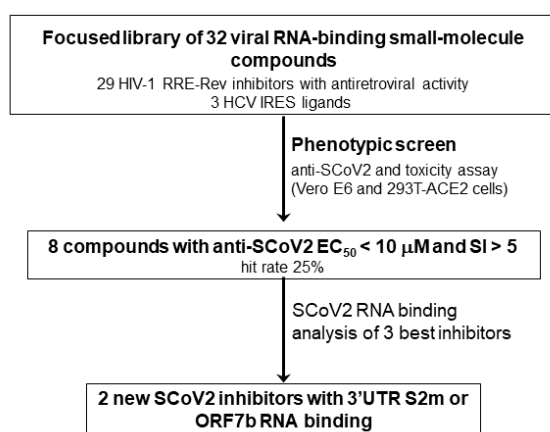 Focused library of 32 viral RNA-binding small-molecule
compounds
29 HIV-1 RRE-Rev inhibitors with antiretroviral activity
3 HCV IRES ligands
Phenotypic screen
anti-SCoV2 and toxicity assay
(Vero E6 and 293T-ACE2 cells)
8 compounds with anti-SCoV2 EC50 < 10 µM and SI > 5
hit rate 25%
SCoV2 RNA binding
analysis of 3 best inhibitors
2 new SCoV2 inhibitors with 3'UTR S2m or
ORF7b RNA binding